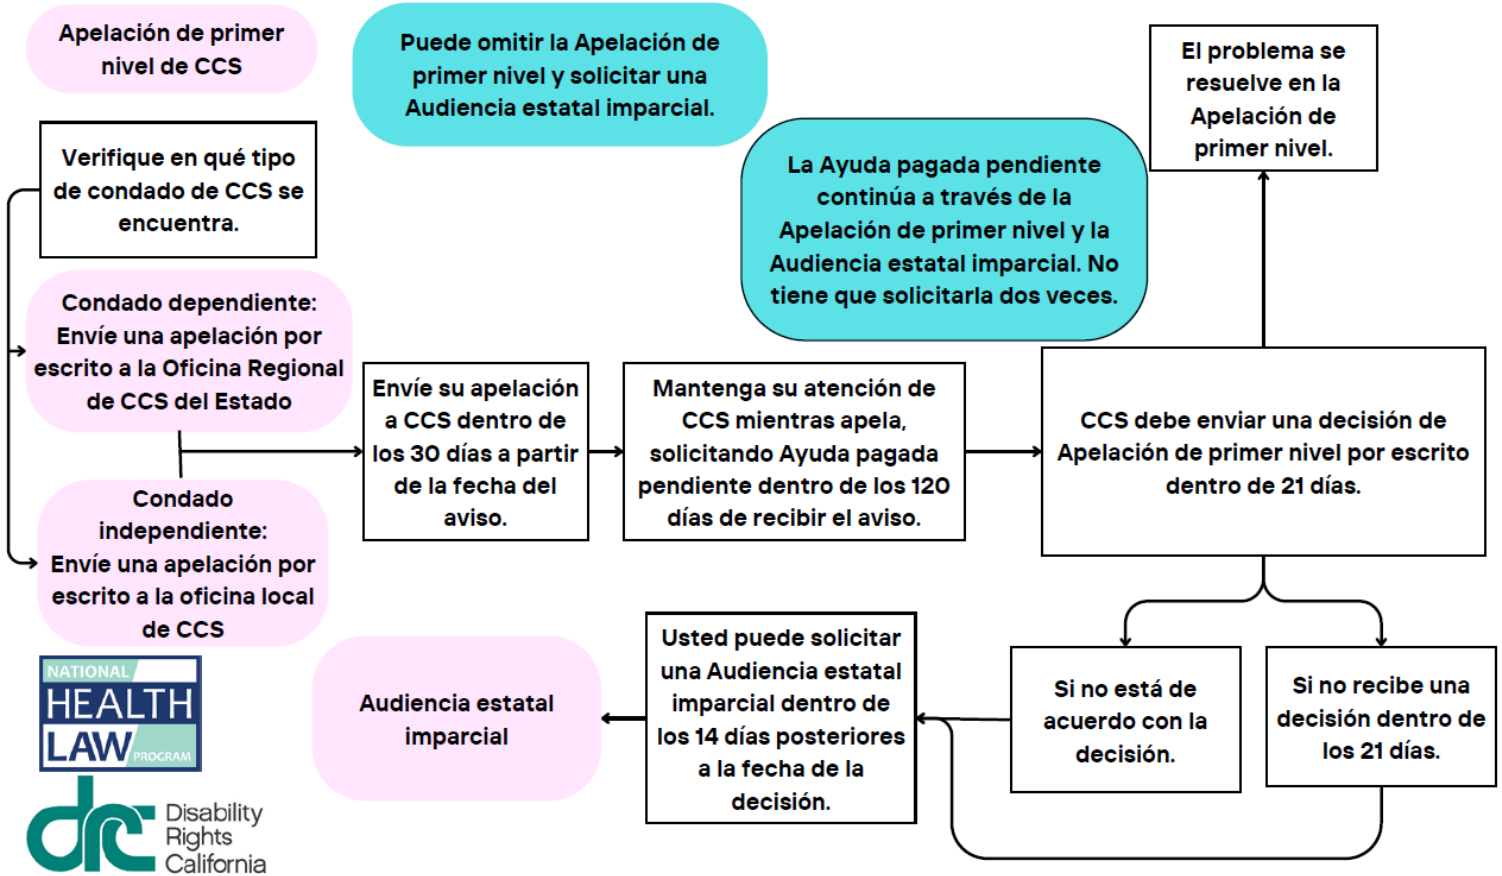 Apelación de primer
nivel de CCS
Puede omitir la Apelación de
primer nivel y solicitar una
Audiencia estatal imparcial.
El problema se
resuelve en la
Apelación de
primer nivel.
Verifique en qué tipo
de condado de CCS se
encuentra.
La Ayuda pagada pendiente
continúa a través de la
Apelación de primer nivel y la
Audiencia estatal imparcial. No
tiene que solicitarla dos veces.
Condado dependiente:
Envíe una apelación por
escrito a la Oficina Regional
de CCS del Estado
Condado
independiente:
Envíe una apelación por
escrito a la oficina local
de CCS
Envíe su apelación
a CCS dentro de
los 30 días a partir
de la fecha del
aviso.
Mantenga su atención de
CCS mientras apela,
solicitando Ayuda pagada
pendiente dentro de los 120
días de recibir el aviso.
CCS debe enviar una decisión de
Apelación de primer nivel por escrito
dentro de 21 días.
Si no está de
acuerdo con la
decisión.
Si no recibe una
decisión dentro de
los 21 días.
Usted puede solicitar
una Audiencia estatal
imparcial dentro de
los 14 días posteriores
a la fecha de la
decisión.
Audiencia estatal
imparcial
NATIONAL
HEALTH
LAW PROGRAM
drc
Disability
Rights
California